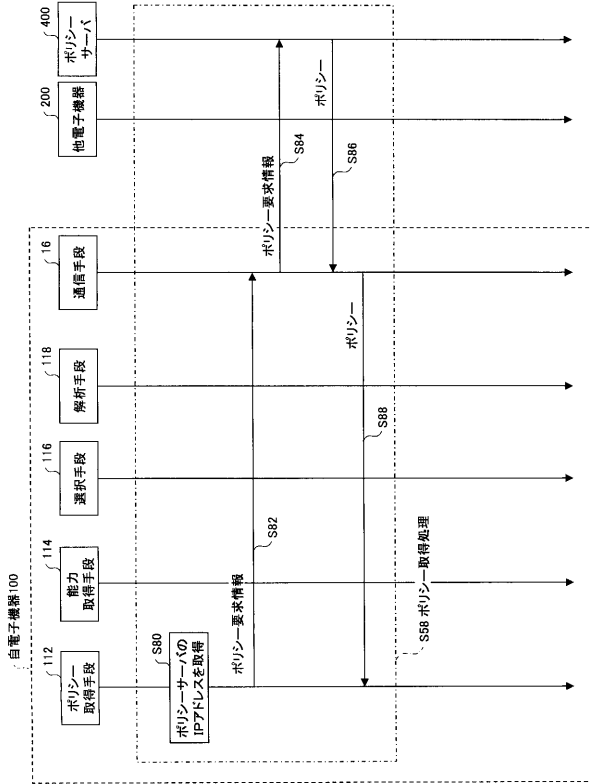 自電子機器100
112
ポリシー
取得手段
114
能力
取得手段
116
選択手段
118
解析手段
16
通信手段
200
他電子機器
400
ポリシー
サーバ
S80
ポリシーサーバの
IPアドレスを取得
ポリシー要求情報
S82
ポリシー要求情報
S84
ポリシー
S86
ポリシー
S88
S58 ポリシー取得処理